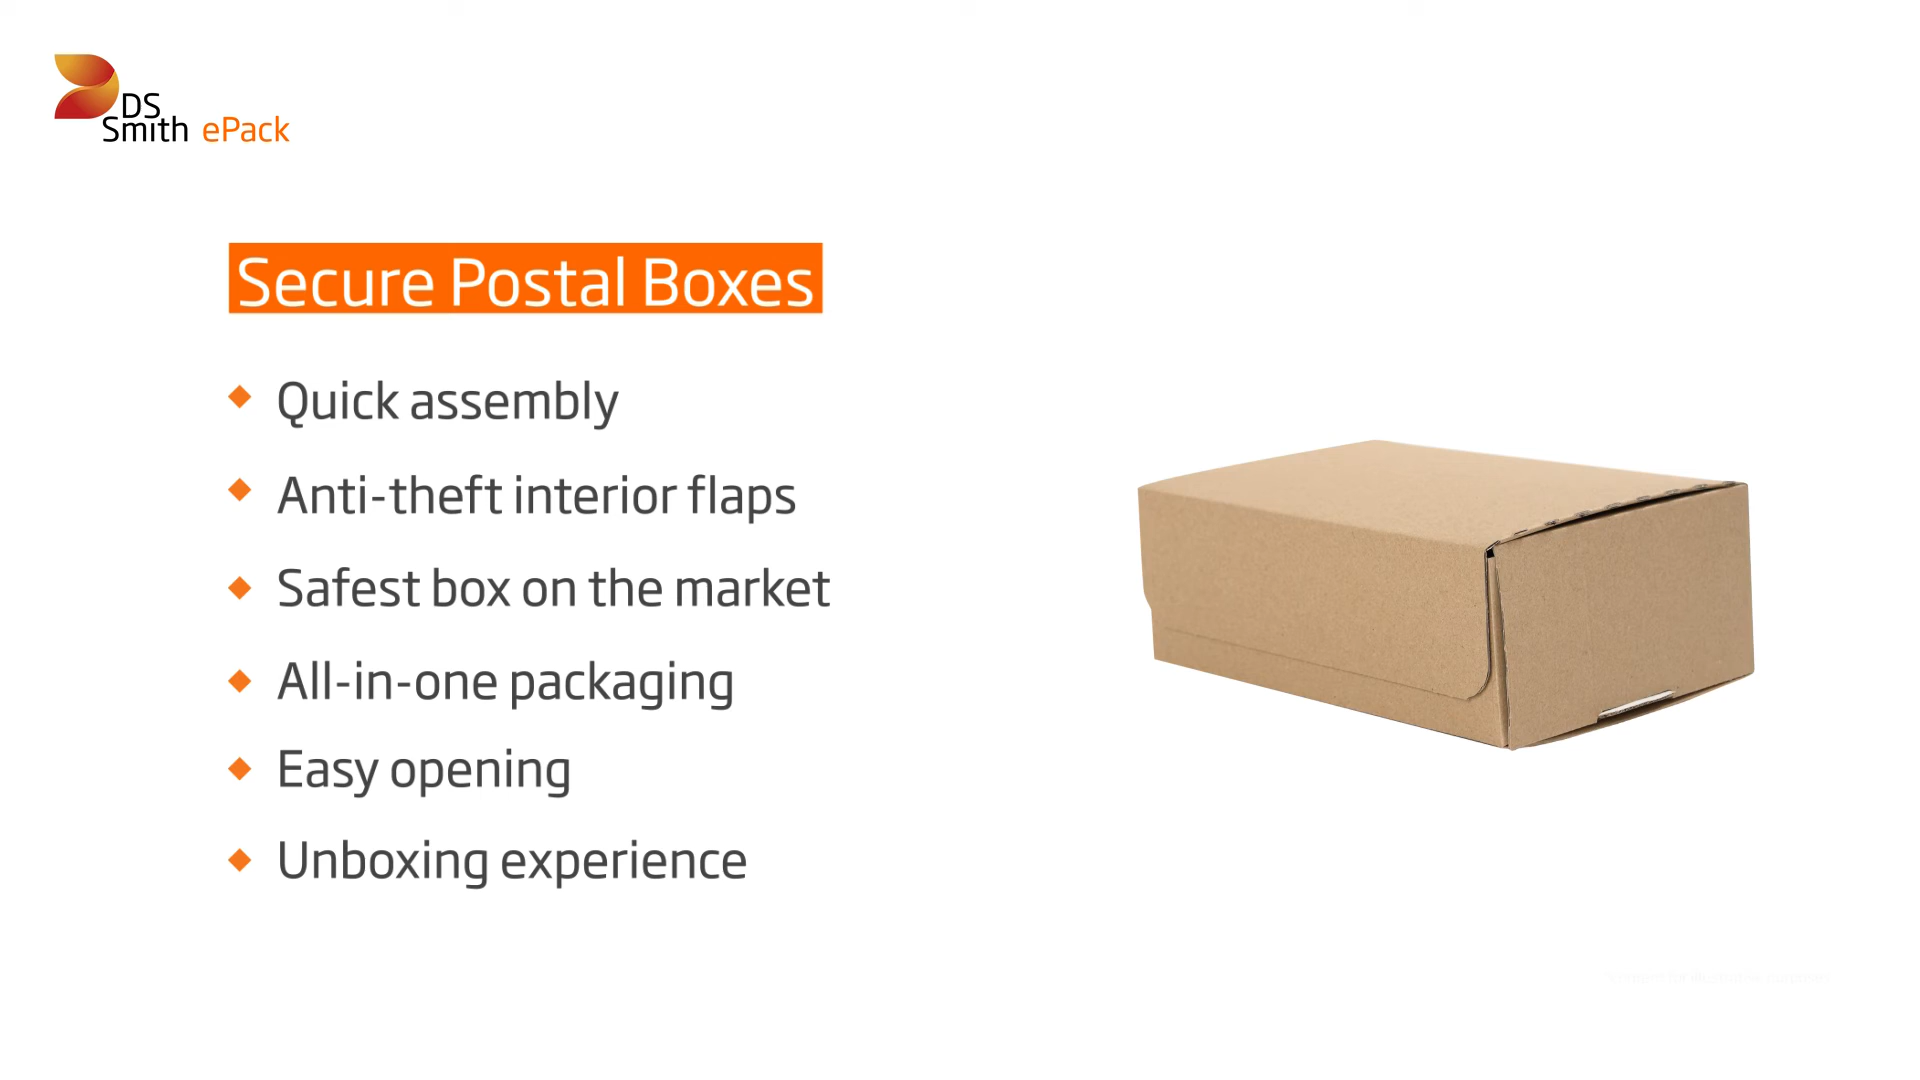 DS
Smith ePack
Secure Postal Boxes
Quick assembly
Anti-theft interior flaps
Safest box on the market
All-in-one packaging
Easy opening
Unboxing experience